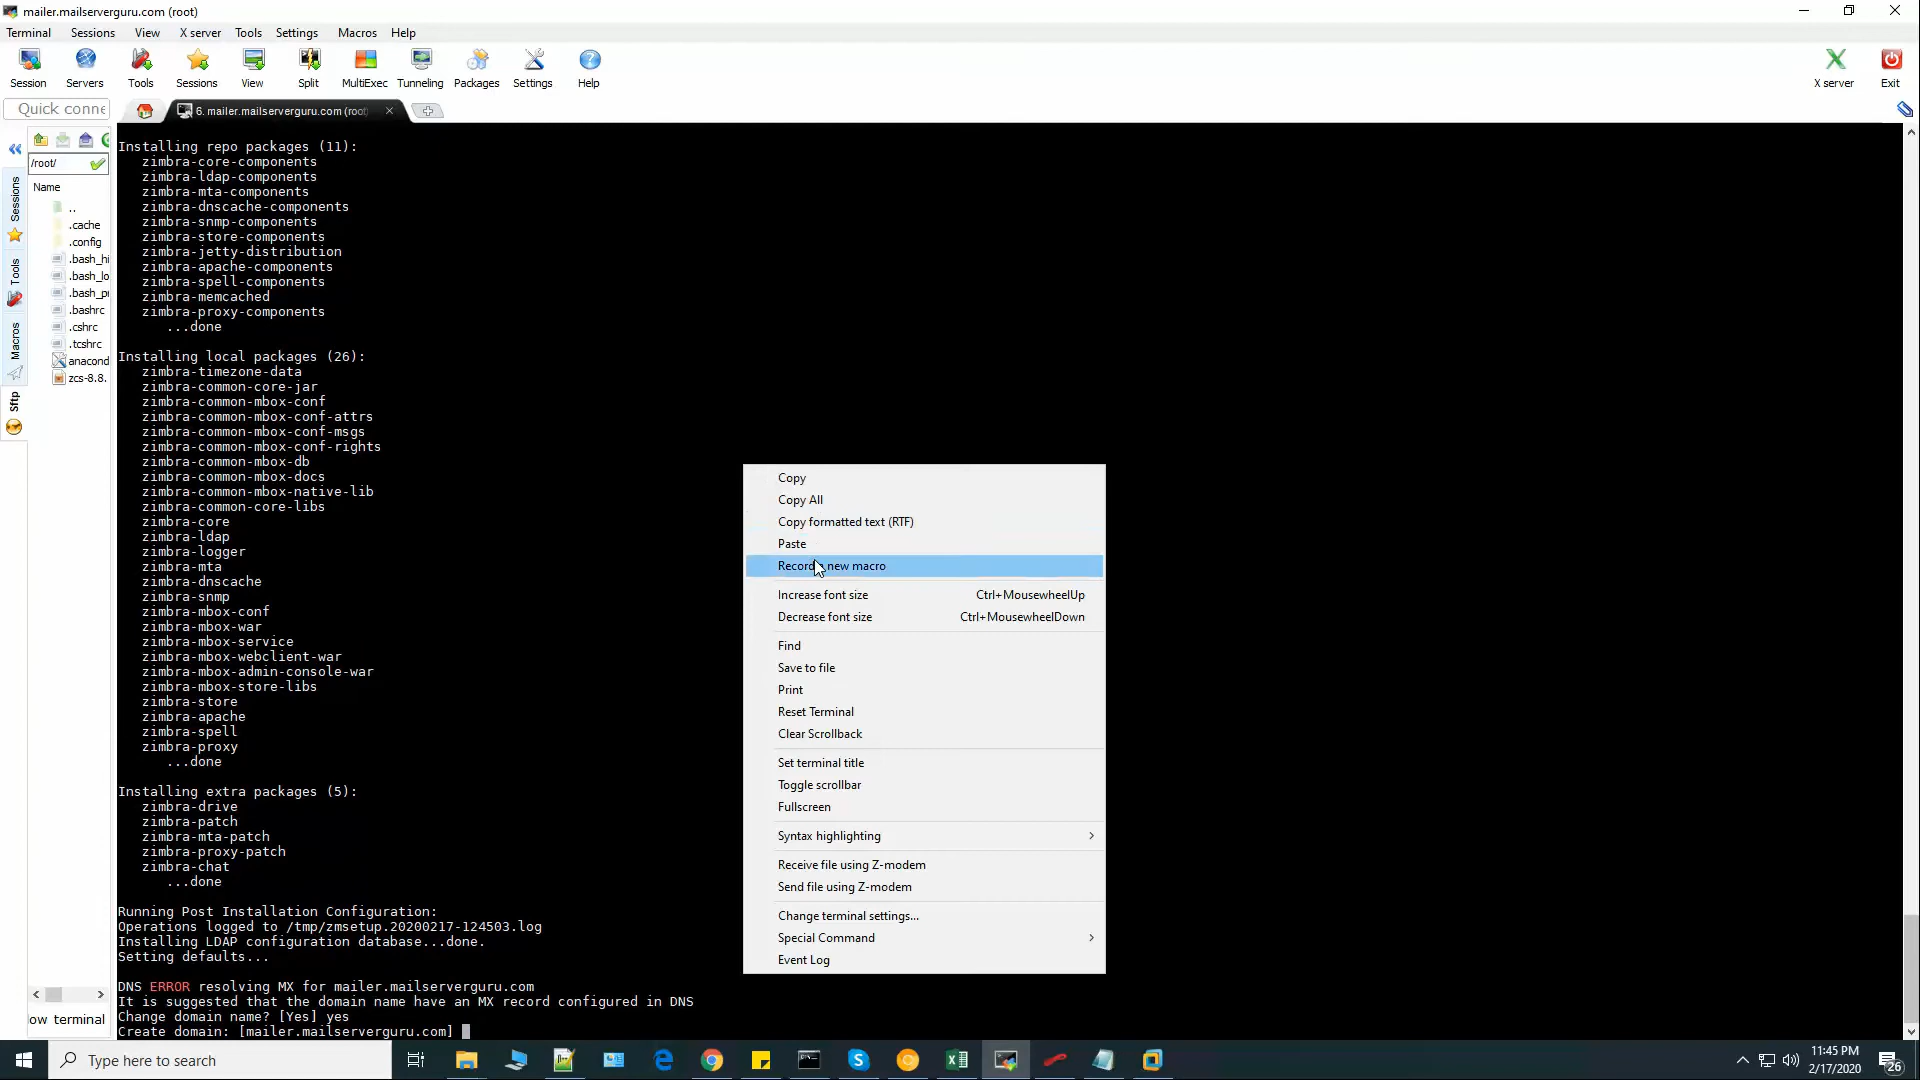 mailer.mailserverguru.com (root)
Terminal Sessions View X server Tools Settings Macros Help
Session Servers Tools Sessions View Split MultiExec Tunneling Packages Settings Help X server Exit
Quick conne
6. mailer.mailserverguru.com (root
/root/
Name
..
.cache
.config
.bash_hi
.bash_lo
.bash_pr
.bashrc
.cshrc
.tcshrc
anacond
zcs-8.8.
Sessions
Tools
Macros
Sftp
low terminal
Installing repo packages (11):
zimbra-core-components
zimbra-ldap-components
zimbra-mta-components
zimbra-dnscache-components
zimbra-snmp-components
zimbra-store-components
zimbra-jetty-distribution
zimbra-apache-components
zimbra-spell-components
zimbra-memcached
zimbra-proxy-components
...done
Installing local packages (26):
zimbra-timezone-data
zimbra-common-core-jar
zimbra-common-mbox-conf
zimbra-common-mbox-conf-attrs
zimbra-common-mbox-conf-msgs
zimbra-common-mbox-conf-rights
zimbra-common-mbox-db
zimbra-common-mbox-docs
zimbra-common-mbox-native-lib
zimbra-common-core-libs
zimbra-core
zimbra-ldap
zimbra-logger
zimbra-mta
zimbra-dnscache
zimbra-snmp
zimbra-mbox-conf
zimbra-mbox-war
zimbra-mbox-service
zimbra-mbox-webclient-war
zimbra-mbox-admin-console-war
zimbra-mbox-store-libs
zimbra-store
zimbra-apache
zimbra-spell
zimbra-proxy
...done
Installing extra packages (5):
zimbra-drive
zimbra-patch
zimbra-mta-patch
zimbra-proxy-patch
zimbra-chat
...done
Running Post Installation Configuration:
Operations logged to /tmp/zmsetup.20200217-124503.log
Installing LDAP configuration database...done.
Setting defaults...
DNS ERROR resolving MX for mailer.mailserverguru.com
It is suggested that the domain name have an MX record configured in DNS
Change domain name? [Yes] yes
Create domain: [mailer.mailserverguru.com]
Copy
Copy All
Copy formatted text (RTF)
Paste
Record new macro
Increase font size Ctrl+MousewheelUp
Decrease font size Ctrl+MousewheelDown
Find
Save to file
Print
Reset Terminal
Clear Scrollback
Set terminal title
Toggle scrollbar
Fullscreen
Syntax highlighting
Receive file using Z-modem
Send file using Z-modem
Change terminal settings...
Special Command
Event Log
Type here to search
11:45 PM
2/17/2020
26